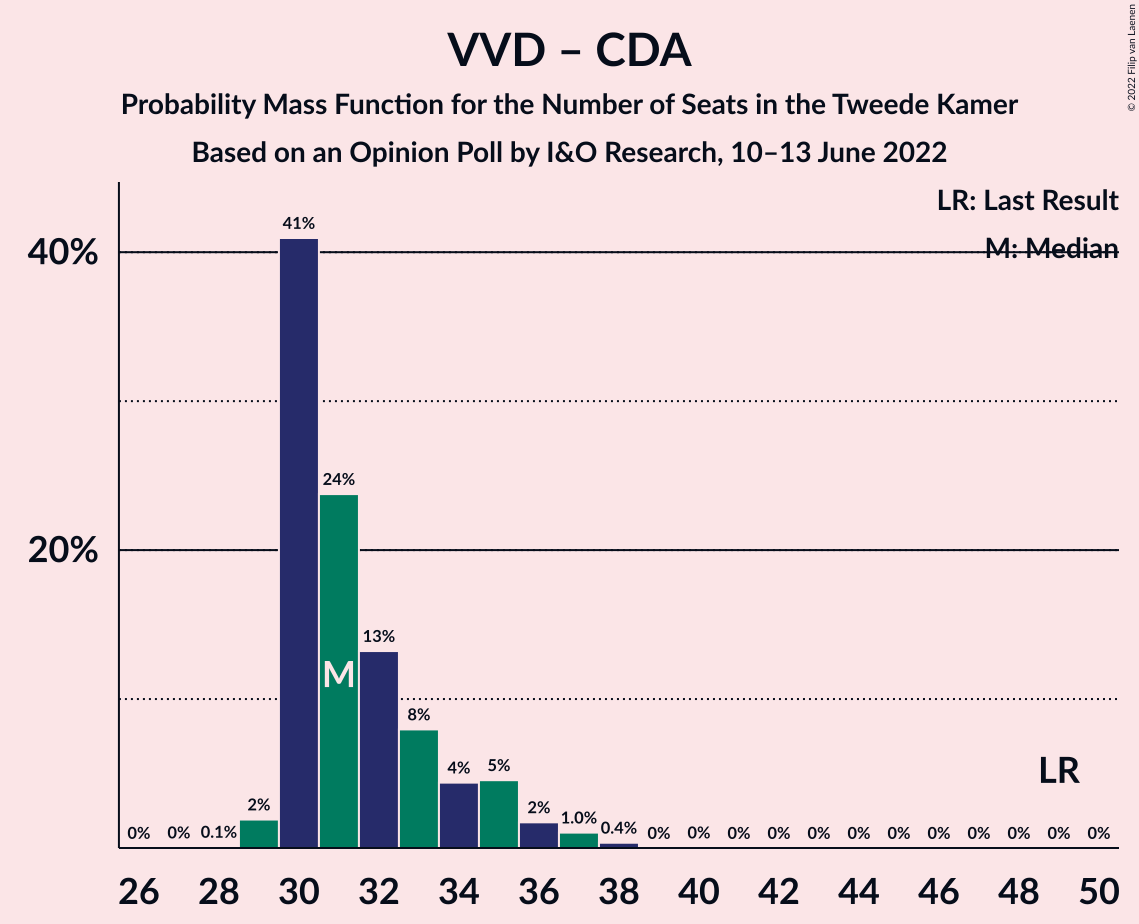 VVD – CDA
Probability Mass Function for the Number of Seats in the Tweede Kamer
Based on an Opinion Poll by I&O Research, 10–13 June 2022
© 2022 Filip van Laenen
LR: Last Result
M: Median
40%
20%
0% 0% 0.1% 2% 41% 24% 13% 8% 4% 5% 2% 1.0% 0.4% 0% 0% 0% 0% 0% 0% 0% 0% 0% 0% 0% 0%
M
LR
26 28 30 32 34 36 38 40 42 44 46 48 50